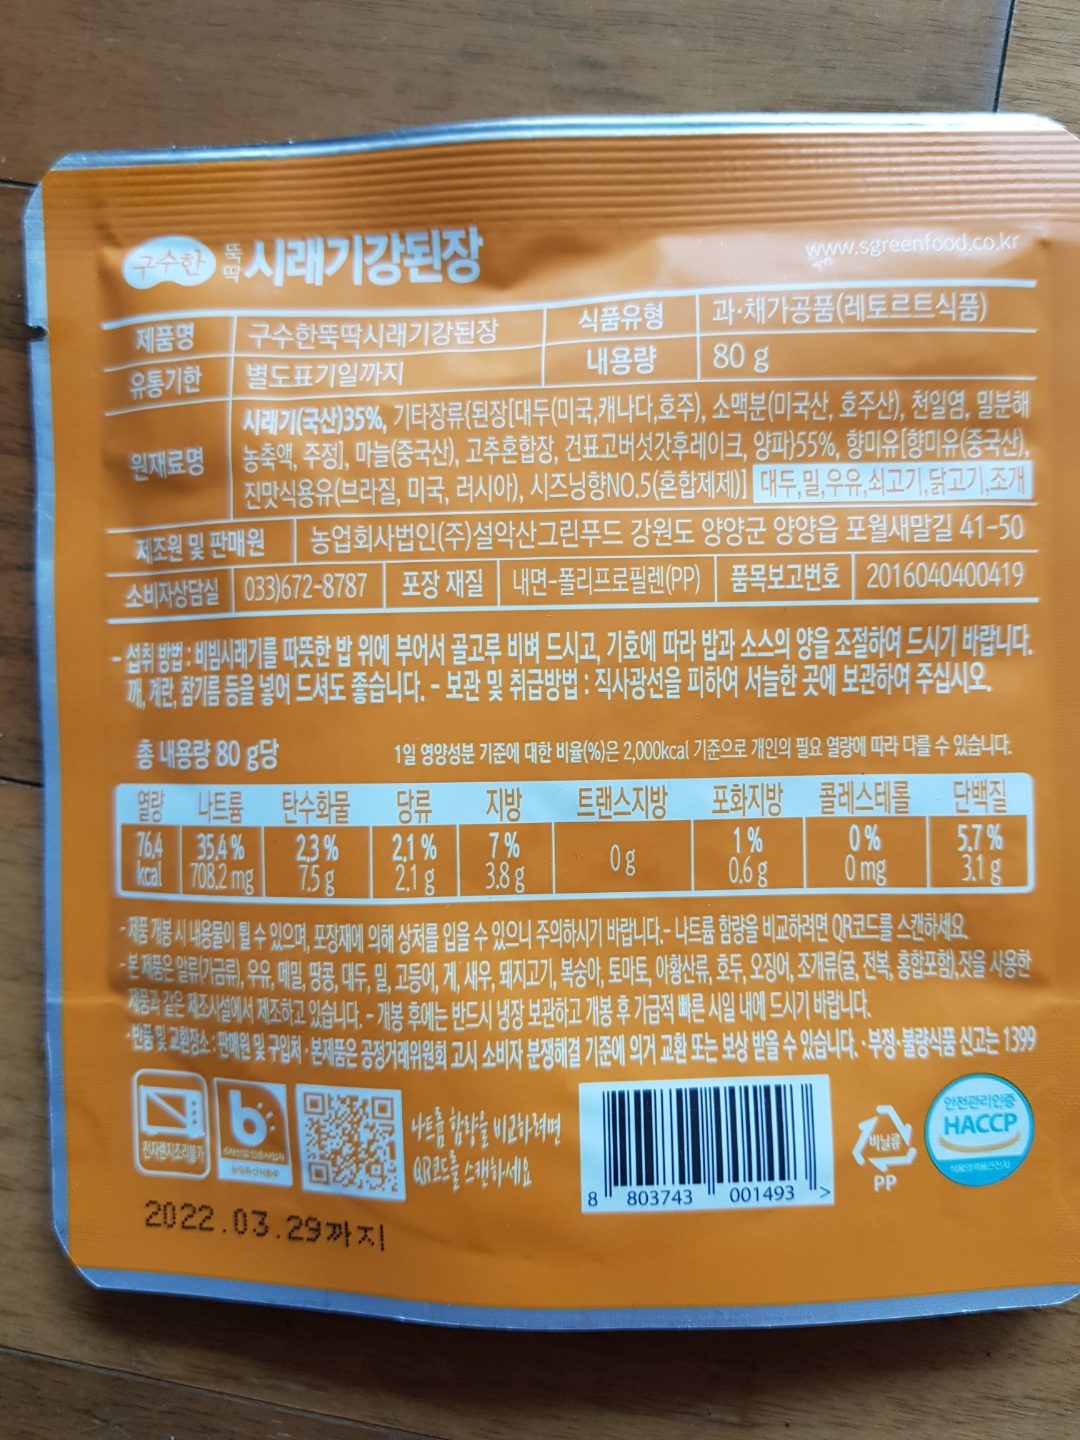 구수한 뚝딱 시래기강된장
www.sgreenfood.co.kr
제품명 구수한뚝딱시래기강된장 식품유형 과·채가공품(레토르트식품)
유통기한 별도표기일까지 내용량 80 g
원재료명 시래기(국산)35%, 기타장류{된장[대두(미국,캐나다,호주), 소맥분(미국산, 호주산), 천일염, 밀분해
농축액, 주정], 마늘(중국산), 고추혼합장, 건표고버섯갓후레이크, 양파}55%, 향미유[향미유(중국산),
진맛식용유(브라질, 미국, 러시아), 시즈닝향NO.5(혼합제제)] 대두,밀,우유,쇠고기,닭고기,조개
제조원 및 판매원 농업회사법인(주)설악산그린푸드 강원도 양양군 양양읍 포월새말길 41-50
소비자상담실 033)672-8787 포장 재질 내면-폴리프로필렌(PP) 품목보고번호 2016040400419
- 섭취 방법 : 비빔시래기를 따뜻한 밥 위에 부어서 골고루 비벼 드시고, 기호에 따라 밥과 소스의 양을 조절하여 드시기 바랍니다.
깨, 계란, 참기름 등을 넣어 드셔도 좋습니다. - 보관 및 취급방법 : 직사광선을 피하여 서늘한 곳에 보관하여 주십시오.
총 내용량 80 g당 1일 영양성분 기준에 대한 비율(%)은 2,000kcal 기준으로 개인의 필요 열량에 따라 다를 수 있습니다.
열량 나트륨 탄수화물 당류 지방 트랜스지방 포화지방 콜레스테롤 단백질
76.4 35.4 % 2.3 % 2.1 % 7 % 0 g 1 % 0 % 5.7 %
kcal 708.2 mg 7.5 g 2.1 g 3.8 g 0.6 g 0 mg 3.1 g
- 제품 개봉 시 내용물이 튈 수 있으며, 포장재에 의해 상처를 입을 수 있으니 주의하시기 바랍니다.- 나트륨 함량을 비교하려면 QR코드를 스캔하세요.
- 본 제품은 알류(가금류), 우유, 메밀, 땅콩, 대두, 밀, 고등어, 게, 새우, 돼지고기, 복숭아, 토마토, 아황산류, 호두, 오징어, 조개류(굴, 전복, 홍합포함), 잣을 사용한
제품과 같은 제조시설에서 제조하고 있습니다. - 개봉 후에는 반드시 냉장 보관하고 개봉 후 가급적 빠른 시일 내에 드시기 바랍니다.
·반품 및 교환장소 : 판매원 및 구입처 · 본제품은 공정거래위원회 고시 소비자 분쟁해결 기준에 의거 교환 또는 보상 받을 수 있습니다. · 부정·불량식품 신고는 1399
전자렌지조리불가
b
나트륨 함량을 비교하려면
QR코드를 스캔하세요
8 803743 001493 >
비닐류
PP
안전관리인증
HACCP
2022.03.29까지